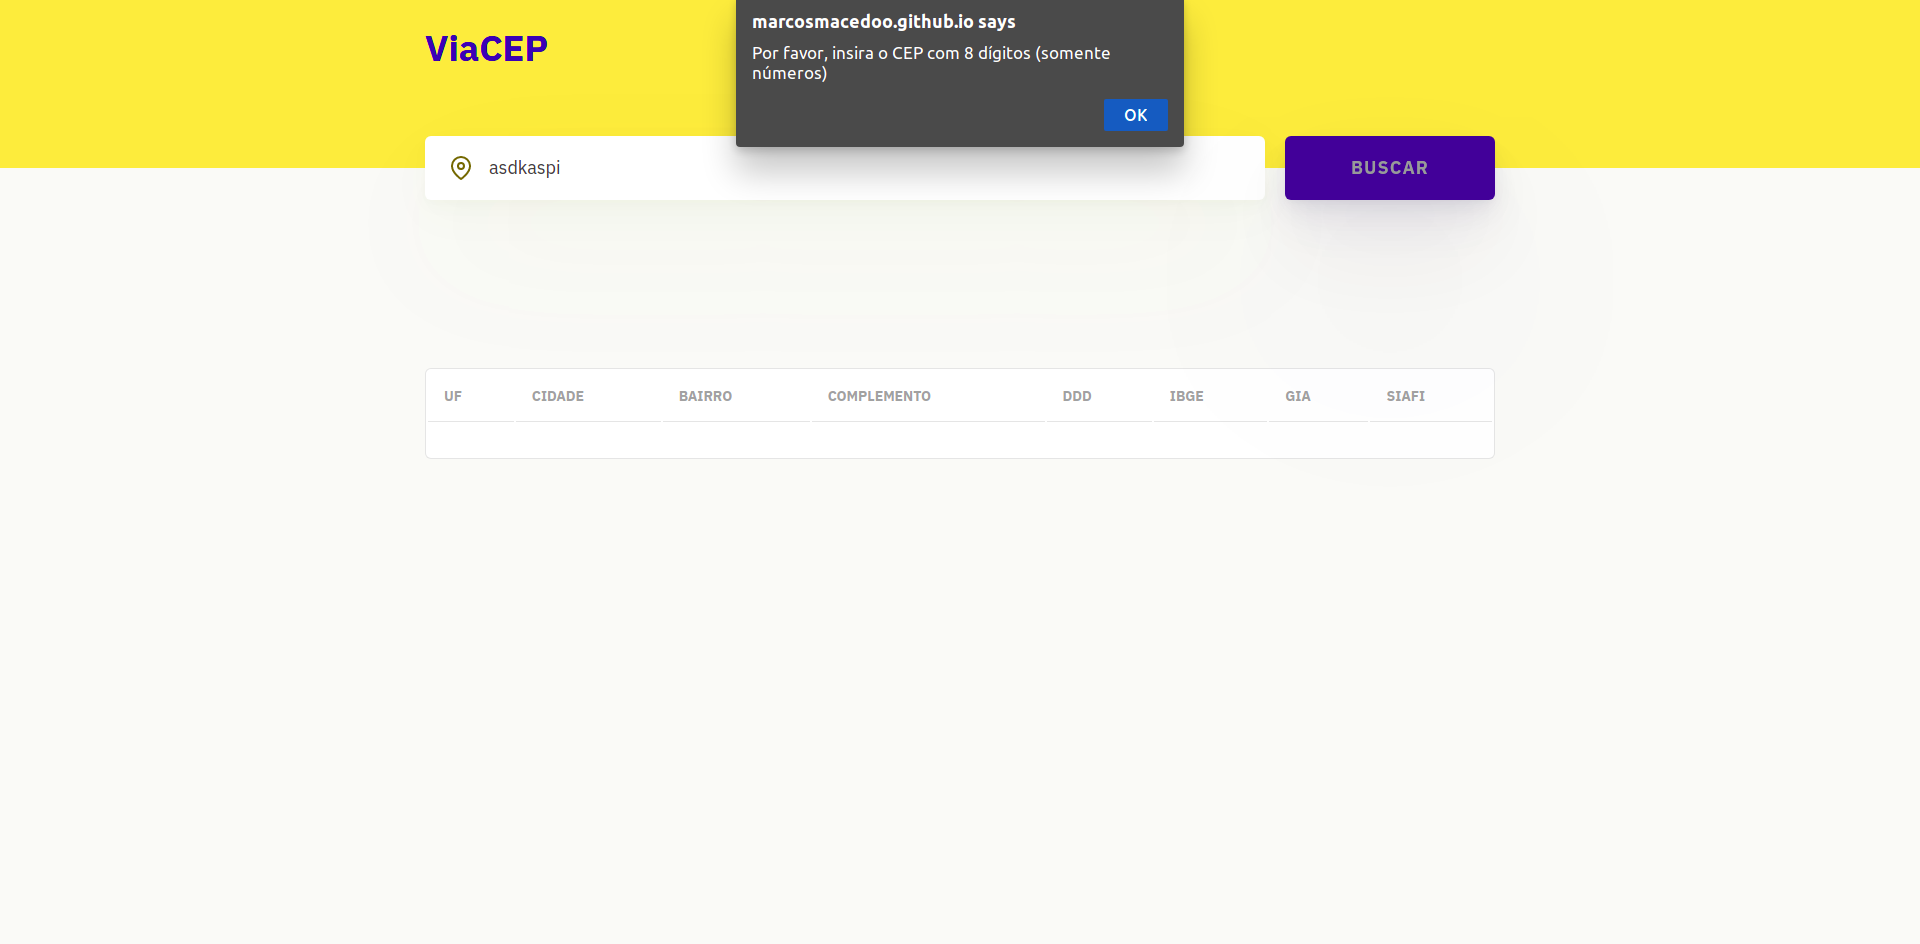 ViaCEP
marcosmacedoo.github.io says
Por favor, insira o CEP com 8 dígitos (somente
números)
OK
asdkaspi
BUSCAR
UF CIDADE BAIRRO COMPLEMENTO DDD IBGE GIA SIAFI